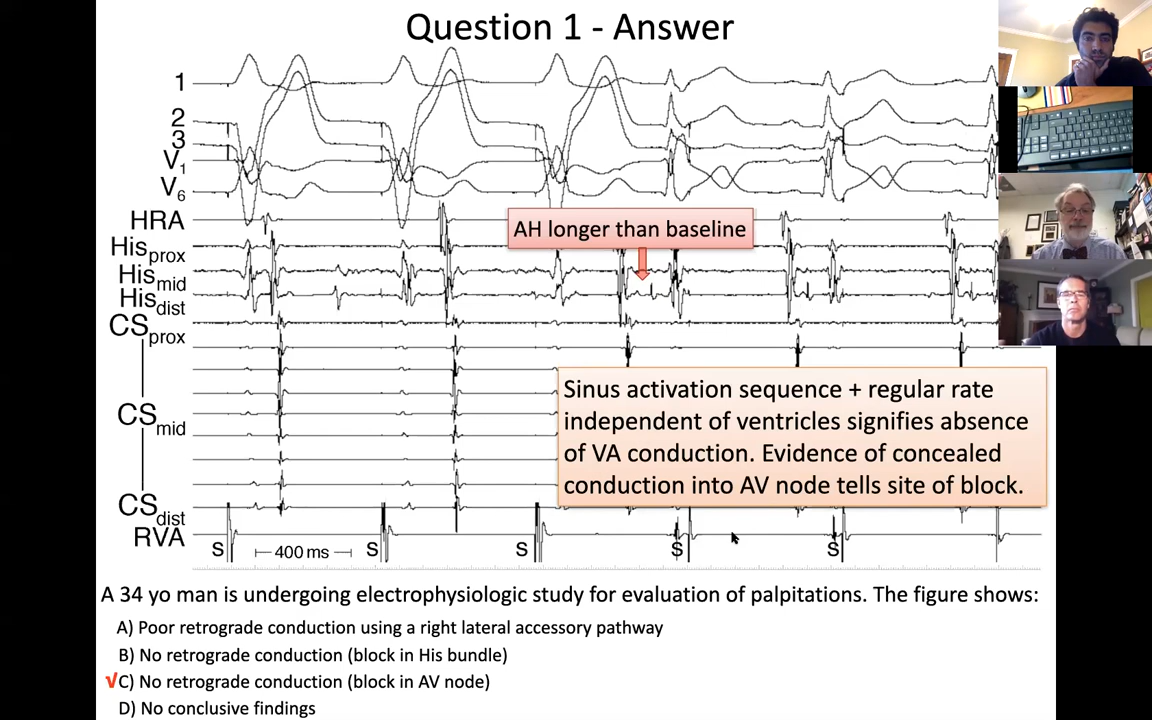 Question 1 - Answer
1
2
3
V1
V6
HRA
AH longer than baseline
Hisprox
Hismid
Hisdist
CSprox
Sinus activation sequence + regular rate
independent of ventricles signifies absence
of VA conduction. Evidence of concealed
conduction into AV node tells site of block.
CSmid
CSdist
RVA
S 400 ms S S S S
A 34 yo man is undergoing electrophysiologic study for evaluation of palpitations. The figure shows:
A) Poor retrograde conduction using a right lateral accessory pathway
B) No retrograde conduction (block in His bundle)
√C) No retrograde conduction (block in AV node)
D) No conclusive findings